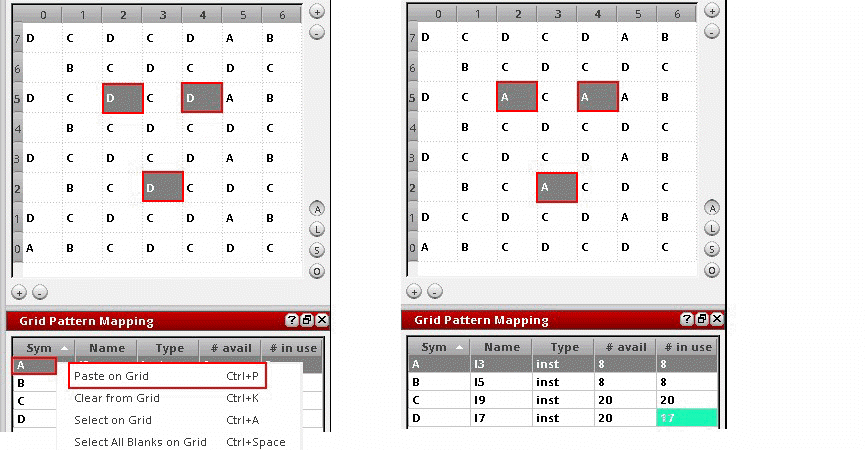 0 1 2 3 4 5 6
+
7 D C D C D A B
-
6 B C D C D C
5 D C D C D A B
4 B C D C D C
3 D C D C D A B
2 B C D C D C
A
1 D C D C D A B
L
0 A B C D C D C
S
O
+ -
Grid Pattern Mapping ?
Sym Name Type # avail # in use
A
B
C
D
Paste on Grid Ctrl+P
Clear from Grid Ctrl+K
Select on Grid Ctrl+A
Select All Blanks on Grid Ctrl+Space
0 1 2 3 4 5 6
+
7 D C D C D A B
-
6 B C D C D C
5 D C A C A A B
4 B C D C D C
3 D C D C D A B
2 B C A C D C
A
1 D C D C D A B
L
0 A B C D C D C
S
O
+ -
Grid Pattern Mapping ?
Sym Name Type # avail # in use
A I3 inst 8 8
B I5 inst 8 8
C I9 inst 20 20
D I7 inst 20 17